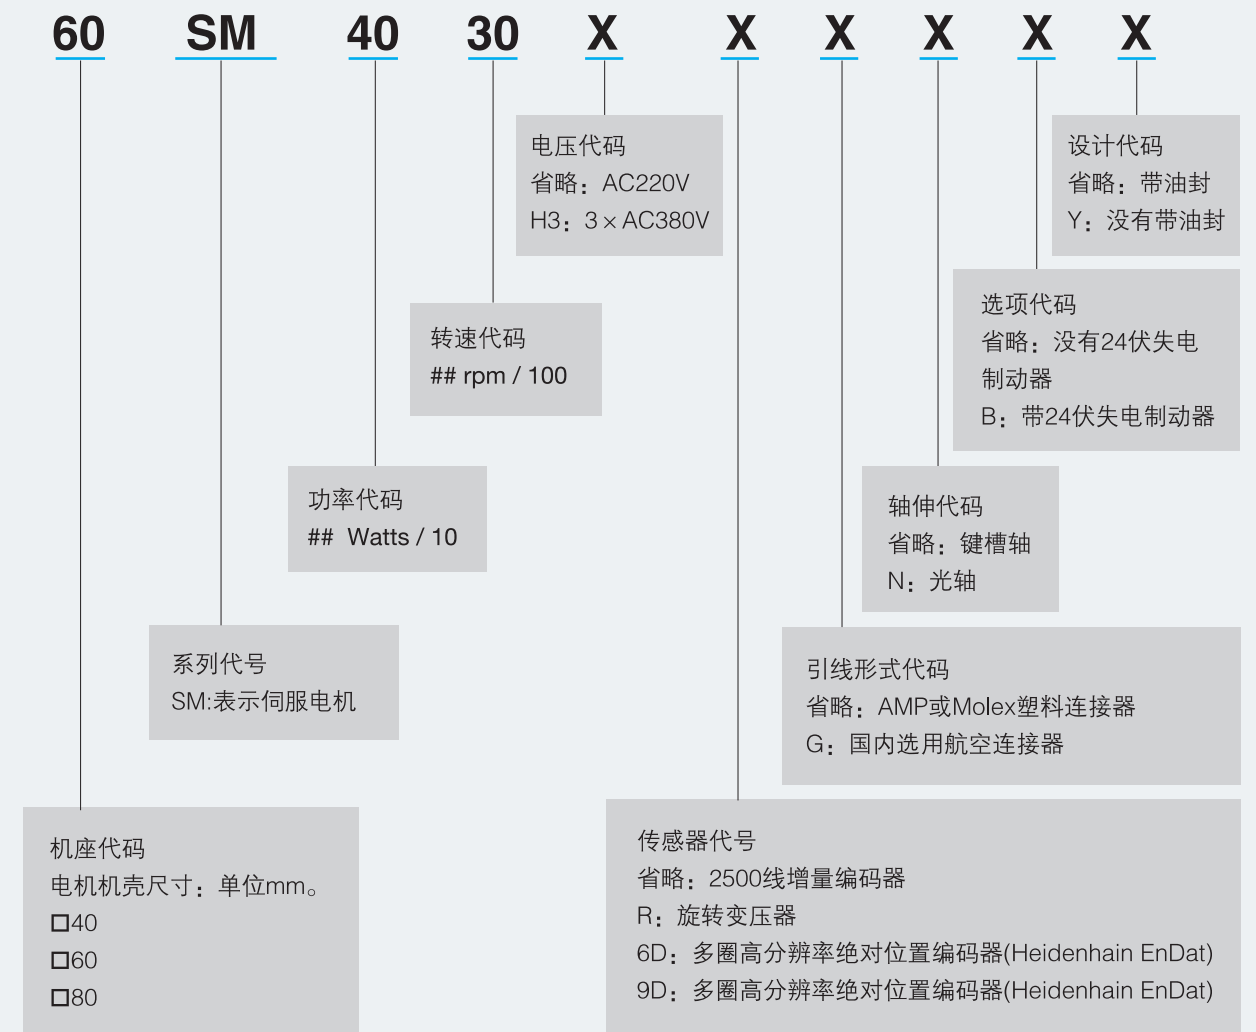 60 SM 40 30 X X X X X X
电压代码
省略：AC220V
H3：3×AC380V
设计代码
省略：带油封
Y：没有带油封
选项代码
省略：没有24伏失电
制动器
B：带24伏失电制动器
转速代码
## rpm / 100
功率代码
## Watts / 10
轴伸代码
省略：键槽轴
N：光轴
系列代号
SM:表示伺服电机
引线形式代码
省略：AMP或Molex塑料连接器
G：国内选用航空连接器
机座代码
电机机壳尺寸：单位mm。
□40
□60
□80
传感器代号
省略：2500线增量编码器
R：旋转变压器
6D：多圈高分辨率绝对位置编码器(Heidenhain EnDat)
9D：多圈高分辨率绝对位置编码器(Heidenhain EnDat)